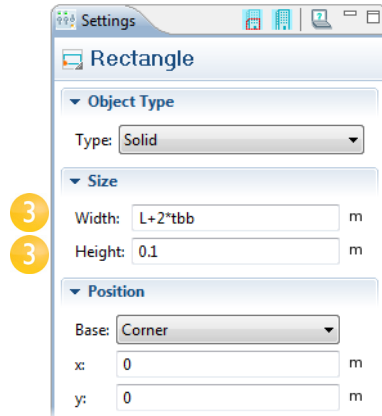 Settings
Rectangle
Object Type
Type: Solid
Size
3 Width: L+2*tbb m
3 Height: 0.1 m
Position
Base: Corner
x: 0 m
y: 0 m